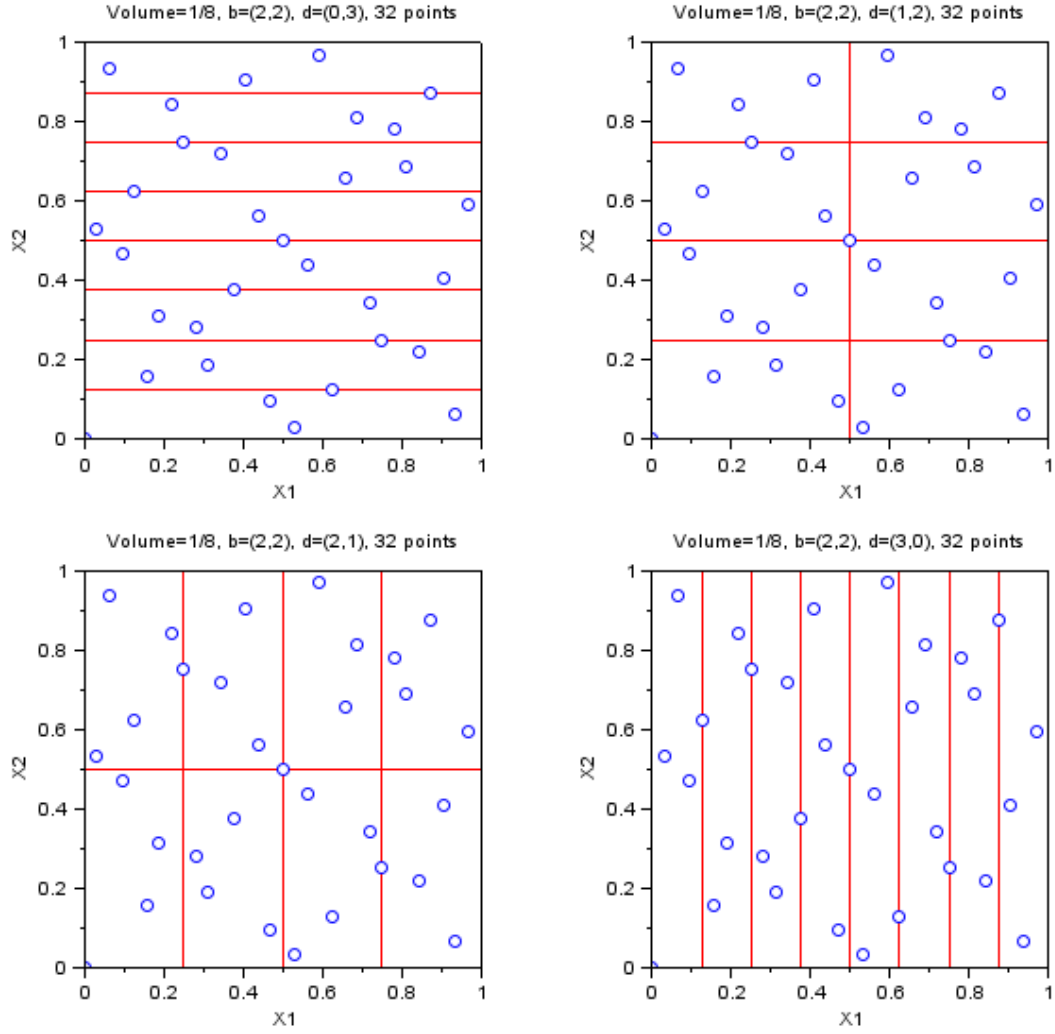 Volume=1/8, b=(2,2), d=(0,3), 32 points
1
0.8
0.6
0.4
0.2
0
X2
0 0.2 0.4 0.6 0.8 1
X1
Volume=1/8, b=(2,2), d=(1,2), 32 points
1
0.8
0.6
0.4
0.2
0
X2
0 0.2 0.4 0.6 0.8 1
X1
Volume=1/8, b=(2,2), d=(2,1), 32 points
1
0.8
0.6
0.4
0.2
0
X2
0 0.2 0.4 0.6 0.8 1
X1
Volume=1/8, b=(2,2), d=(3,0), 32 points
1
0.8
0.6
0.4
0.2
0
X2
0 0.2 0.4 0.6 0.8 1
X1